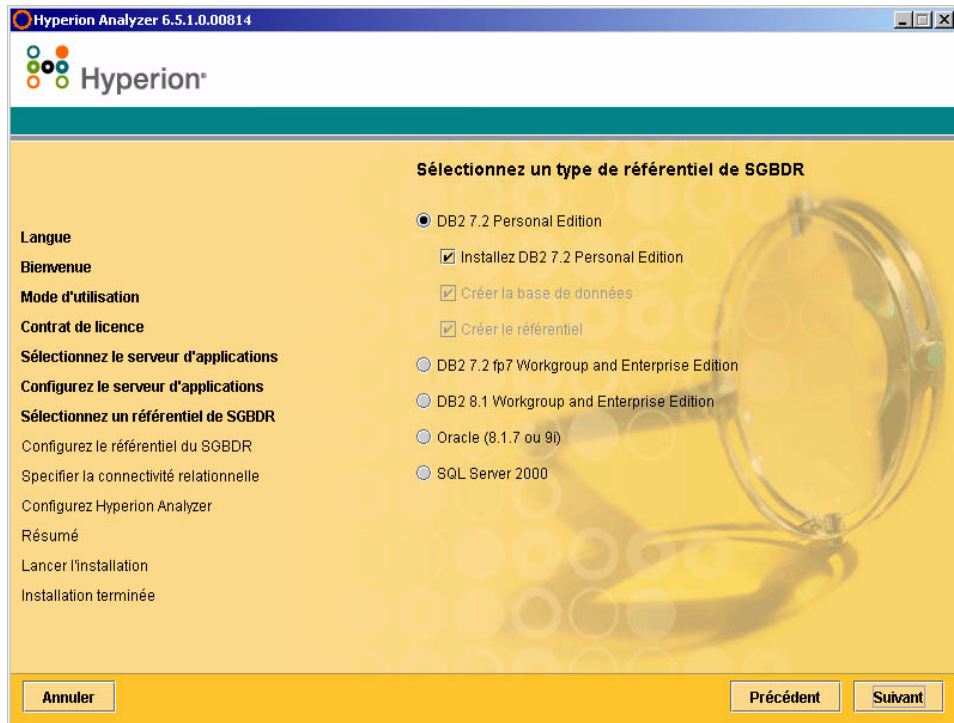 Hyperion Analyzer 6.5.1.0.00814
Hyperion®
Sélectionnez un type de référentiel de SGBDR
DB2 7.2 Personal Edition
Installez DB2 7.2 Personal Edition
Créer la base de données
Créer le référentiel
DB2 7.2 fp7 Workgroup and Enterprise Edition
DB2 8.1 Workgroup and Enterprise Edition
Oracle (8.1.7 ou 9i)
SQL Server 2000
Langue
Bienvenue
Mode d'utilisation
Contrat de licence
Sélectionnez le serveur d'applications
Configurez le serveur d'applications
Sélectionnez un référentiel de SGBDR
Configurez le référentiel du SGBDR
Specifier la connectivité relationnelle
Configurez Hyperion Analyzer
Résumé
Lancer l'installation
Installation terminée
Annuler
Précédent
Suivant